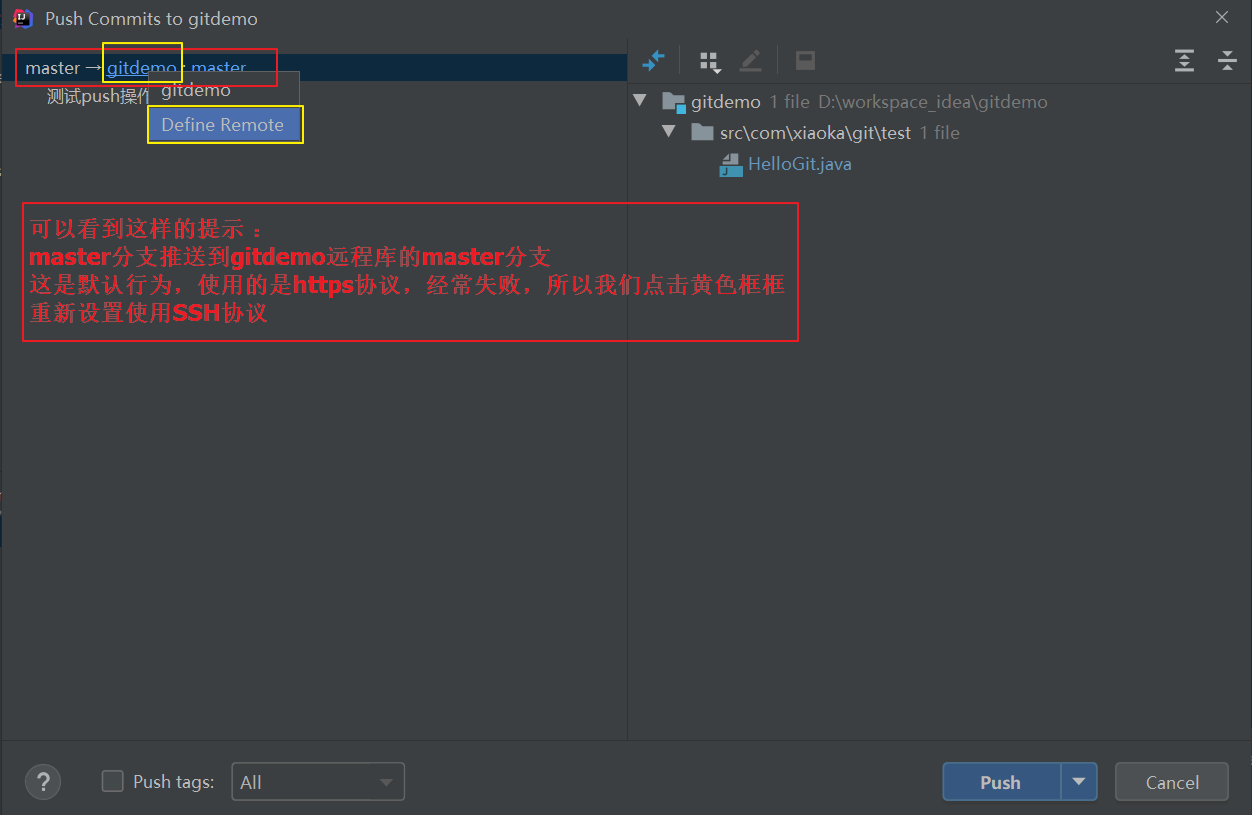 Push Commits to gitdemo
master → gitdemo : master
测试push操作
gitdemo
Define Remote
gitdemo 1 file D:\workspace_idea\gitdemo
src\com\xiaoka\git\test 1 file
HelloGit.java
可以看到这样的提示 ：
master分支推送到gitdemo远程库的master分支
这是默认行为，使用的是https协议，经常失败，所以我们点击黄色框框
重新设置使用SSH协议
? Push tags: All
Push
Cancel